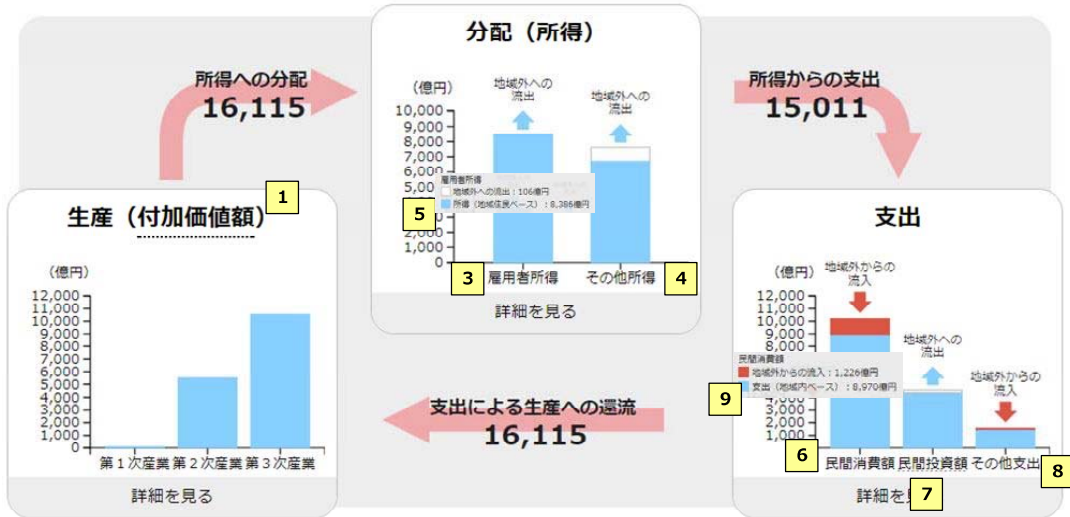 分配（所得）
所得への分配
16,115
所得からの支出
15,011
（億円）
地域外への
流出
地域外への
流出
10,000
9,000
8,000
7,000
6,000
5,000
雇用者所得
地域外への流出：106億円
所得（地域住民ベース）：8,386億円
5
2,000
1,000
0
3
雇用者所得
その他所得
4
詳細を見る
1
生産（付加価値額）
（億円）
12,000
11,000
10,000
9,000
8,000
7,000
6,000
5,000
4,000
3,000
2,000
1,000
0
第１次産業
第２次産業
第３次産業
詳細を見る
支出
（億円）
地域外からの
流入
12,000
11,000
10,000
9,000
8,000
地域外への
流出
民間消費額
地域外からの流入：1,226億円
支出（地域内ベース）：8,970億円
地域外からの
流入
9
3,000
2,000
1,000
0
6
民間消費額
民間投資額
その他支出
8
詳細を見
7
支出による生産への還流
16,115